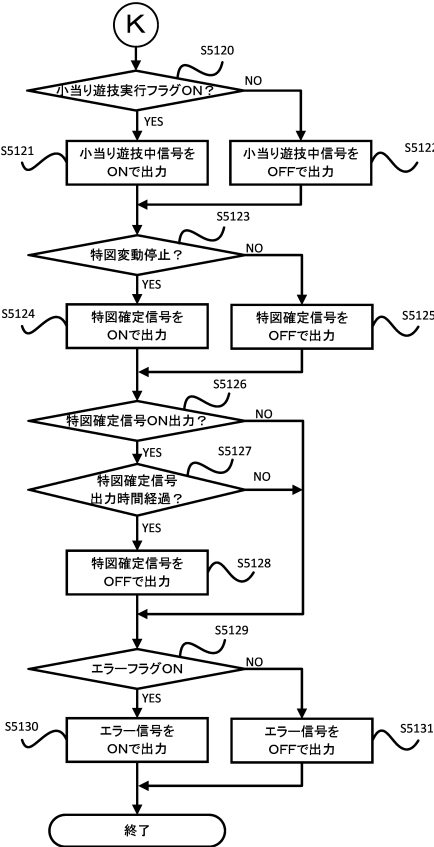 K
S5120
小当り遊技実行フラグON？
NO
YES
S5121
小当り遊技中信号を
ONで出力
小当り遊技中信号を
OFFで出力
S5122
S5123
特図変動停止？
NO
YES
S5124
特図確定信号を
ONで出力
特図確定信号を
OFFで出力
S5125
S5126
特図確定信号ON出力？
NO
YES
S5127
特図確定信号
出力時間経過？
NO
YES
特図確定信号を
OFFで出力
S5128
S5129
エラーフラグON
NO
YES
S5130
エラー信号を
ONで出力
エラー信号を
OFFで出力
S5131
終了